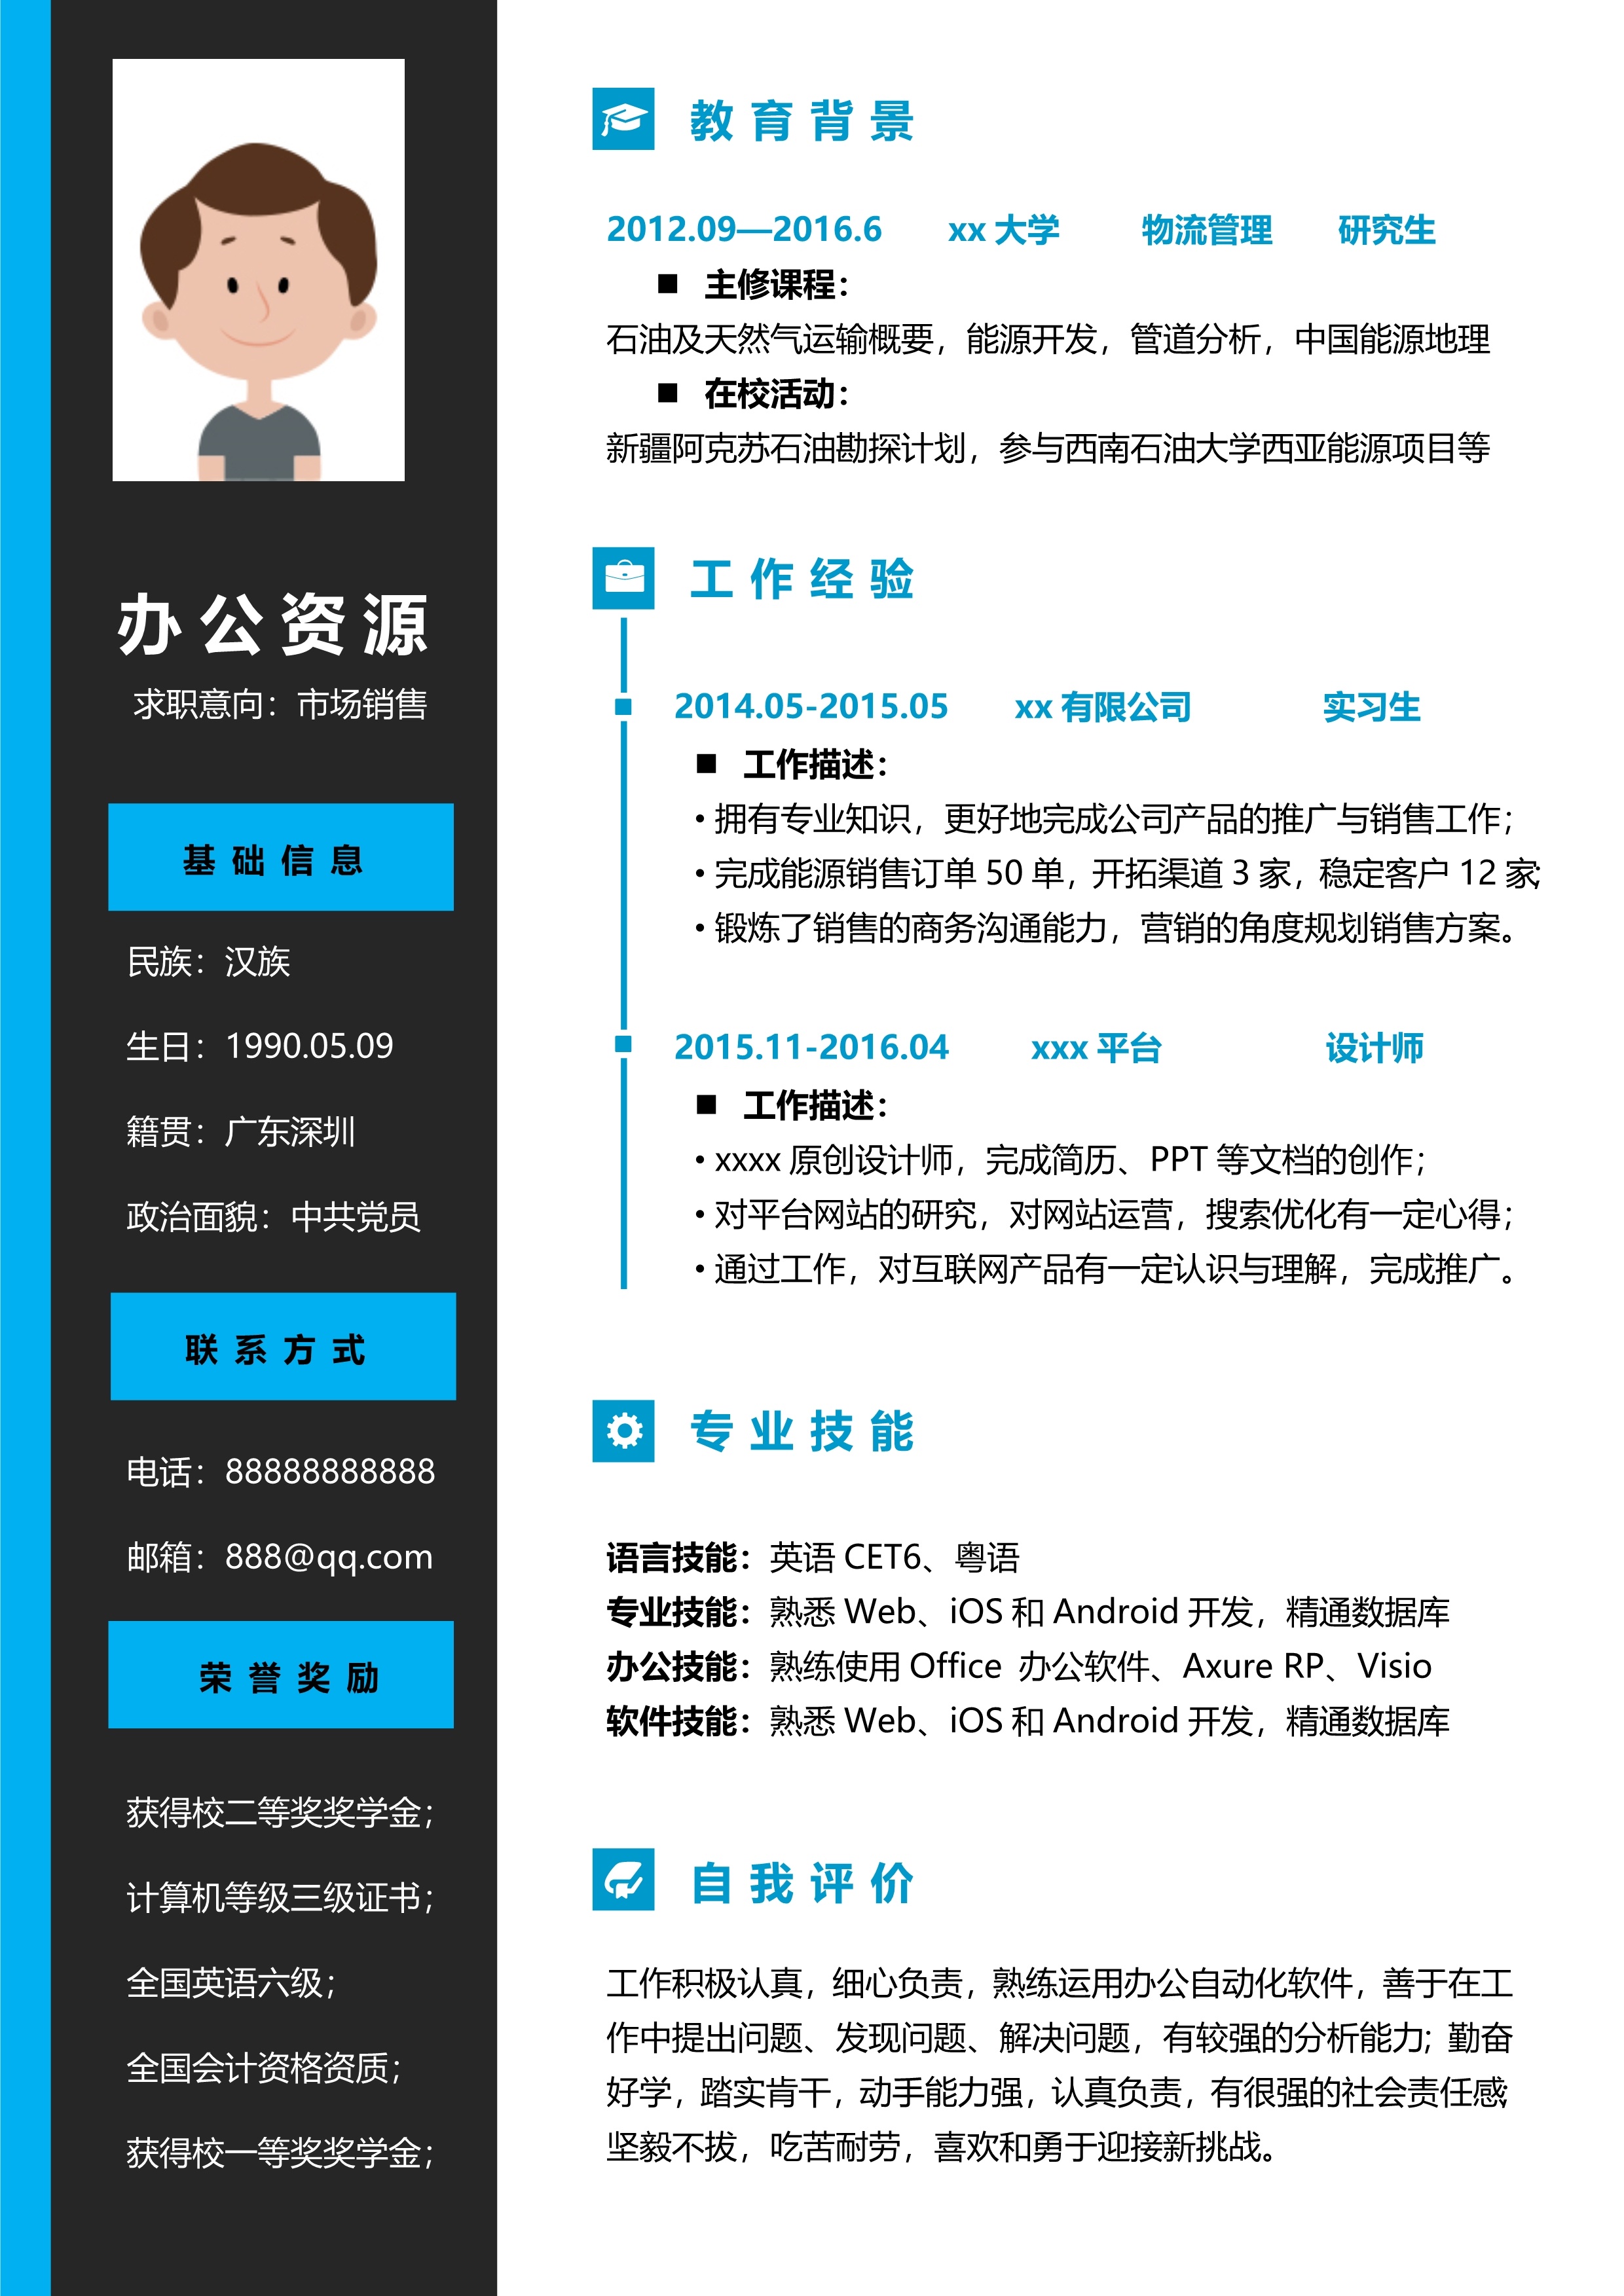 办公资源
求职意向：市场销售
基础信息
民族：汉族
生日：1990.05.09
籍贯：广东深圳
政治面貌：中共党员
联系方式
电话：88888888888
邮箱：888@qq.com
荣誉奖励
获得校二等奖奖学金；
计算机等级三级证书；
全国英语六级；
全国会计资格资质；
获得校一等奖奖学金；
教育背景
2012.09—2016.6 xx 大学 物流管理 研究生
■ 主修课程：
石油及天然气运输概要，能源开发，管道分析，中国能源地理
■ 在校活动：
新疆阿克苏石油勘探计划，参与西南石油大学西亚能源项目等
工作经验
2014.05-2015.05 xx 有限公司 实习生
■ 工作描述：
• 拥有专业知识，更好地完成公司产品的推广与销售工作；
• 完成能源销售订单 50 单，开拓渠道 3 家，稳定客户 12 家；
• 锻炼了销售的商务沟通能力，营销的角度规划销售方案。
2015.11-2016.04 xxx 平台 设计师
■ 工作描述：
• xxxx 原创设计师，完成简历、PPT 等文档的创作；
• 对平台网站的研究，对网站运营，搜索优化有一定心得；
• 通过工作，对互联网产品有一定认识与理解，完成推广。
专业技能
语言技能：英语 CET6、粤语
专业技能：熟悉 Web、iOS 和 Android 开发，精通数据库
办公技能：熟练使用 Office 办公软件、Axure RP、Visio
软件技能：熟悉 Web、iOS 和 Android 开发，精通数据库
自我评价
工作积极认真，细心负责，熟练运用办公自动化软件，善于在工
作中提出问题、发现问题、解决问题，有较强的分析能力；勤奋
好学，踏实肯干，动手能力强，认真负责，有很强的社会责任感；
坚毅不拔，吃苦耐劳，喜欢和勇于迎接新挑战。